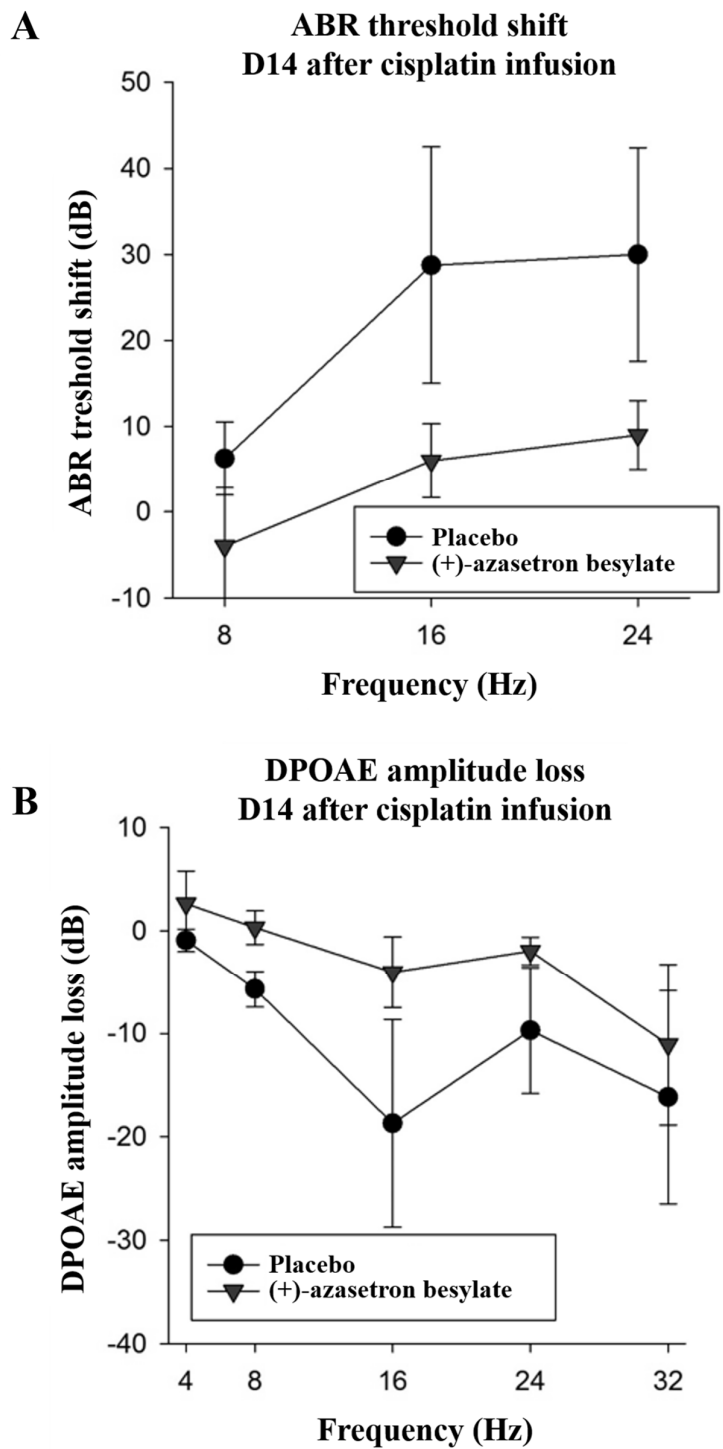 A
ABR threshold shift
D14 after cisplatin infusion
ABR treshold shift (dB)
50
40
30
20
10
0
-10
Placebo
(+)-azasetron besylate
8 16 24
Frequency (Hz)
B
DPOAE amplitude loss
D14 after cisplatin infusion
DPOAE amplitude loss (dB)
10
0
-10
-20
-30
-40
Placebo
(+)-azasetron besylate
4 8 16 24 32
Frequency (Hz)